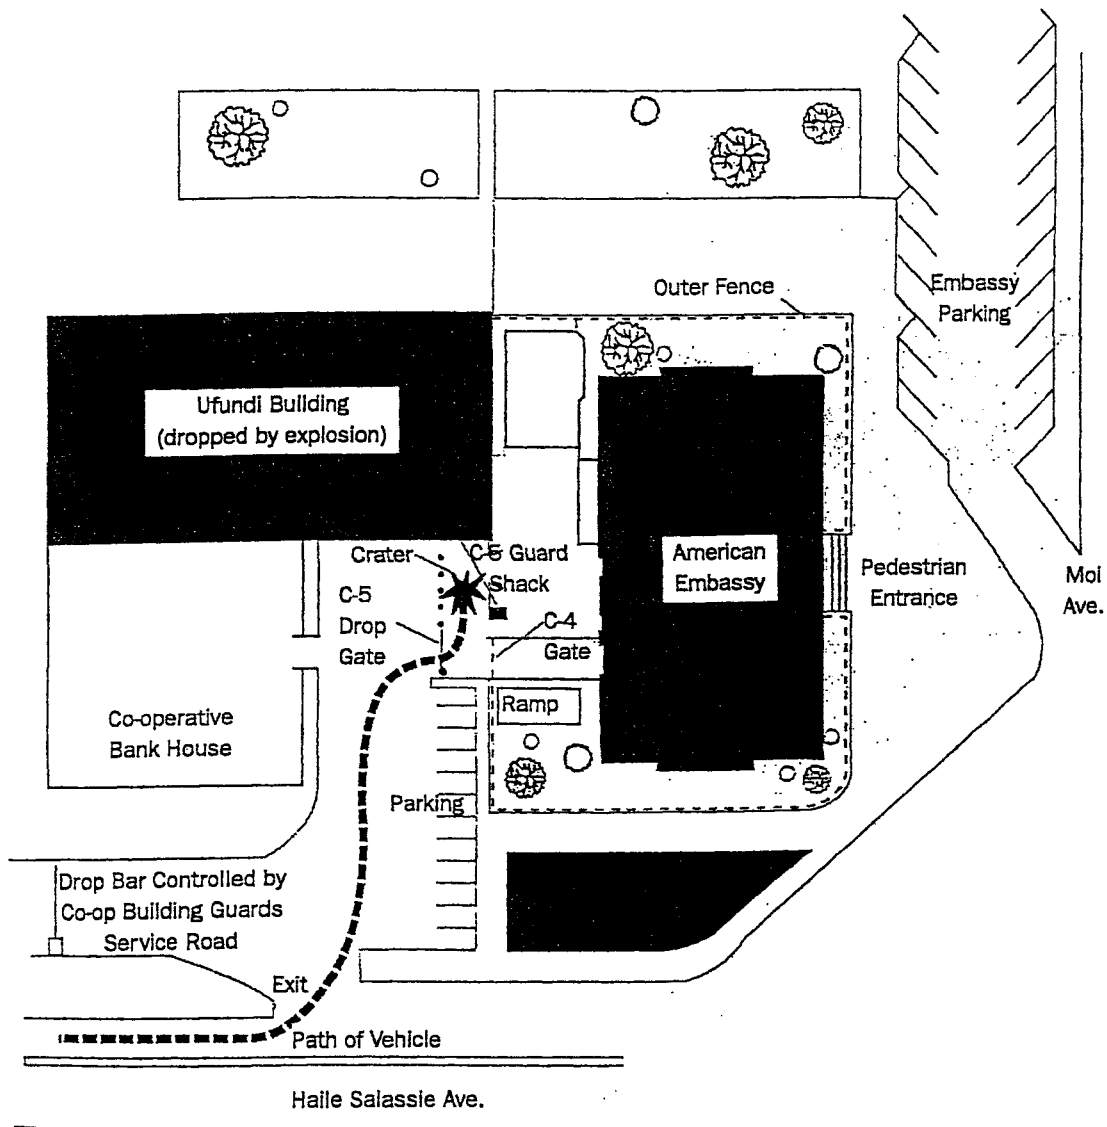 Outer Fence
Embassy
Parking
Ufundi Building
(dropped by explosion)
Crater
C-5 Guard
Shack
American
Embassy
Pedestrian
Entrance
Moi
Ave.
C-5
Drop
Gate
C-4
Gate
Ramp
Co-operative
Bank House
Parking
Drop Bar Controlled by
Co-op Building Guards
Service Road
Exit
Path of Vehicle
Haile Salassie Ave.